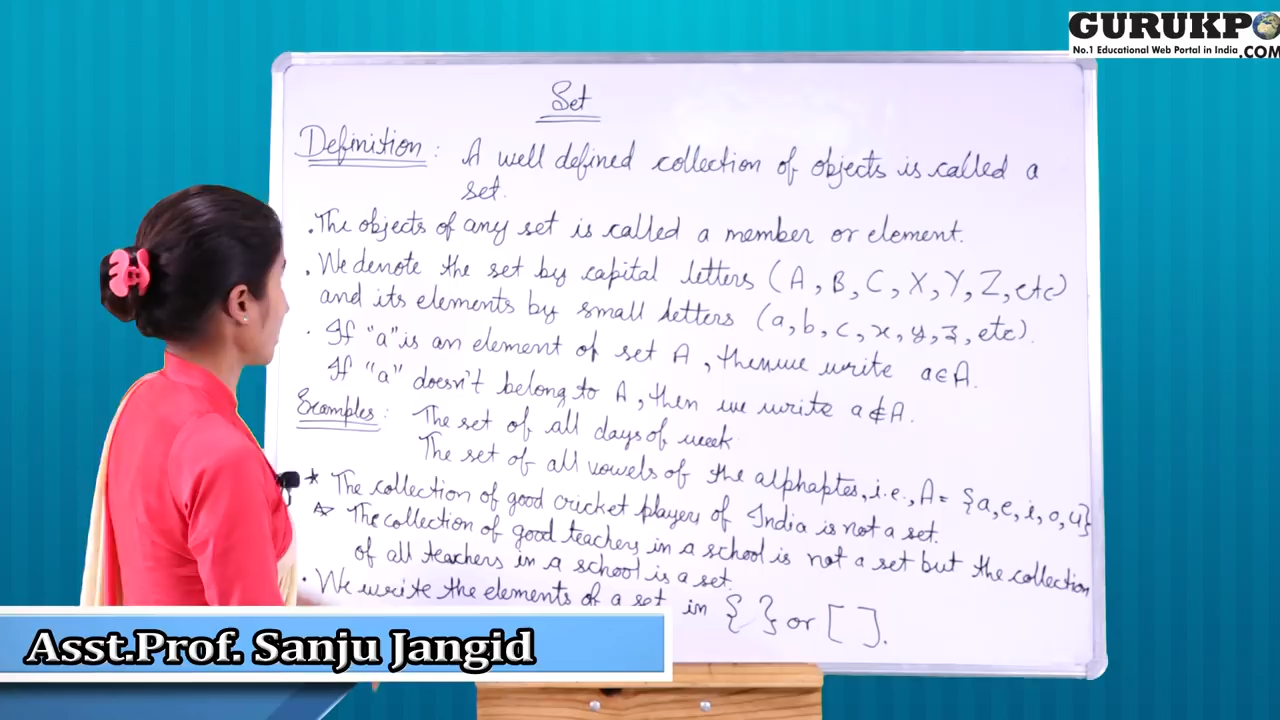 GURUKPO
No.1 Educational Web Portal in India .COM
Set
Definition : A well defined collection of objects is called a
set.
. The objects of any set is called a member or element.
. We denote the set by capital letters (A, B, C, X, Y, Z, etc)
and its elements by small letters (a, b, c, x, y, z, etc).
. If "a" is an element of set A, then we write a∈A.
If "a" doesn't belong to A, then we write a∉A.
Examples : The set of all days of week
The set of all vowels of the alphaptes, i.e., A = {a, e, i, o, u}
* The collection of good cricket players of India is not a set.
☆ The collection of good teachers in a school is not a set but the collection
of all teachers in a school is a set.
. We write the elements of a set in { } or [ ].
Asst.Prof. Sanju Jangid